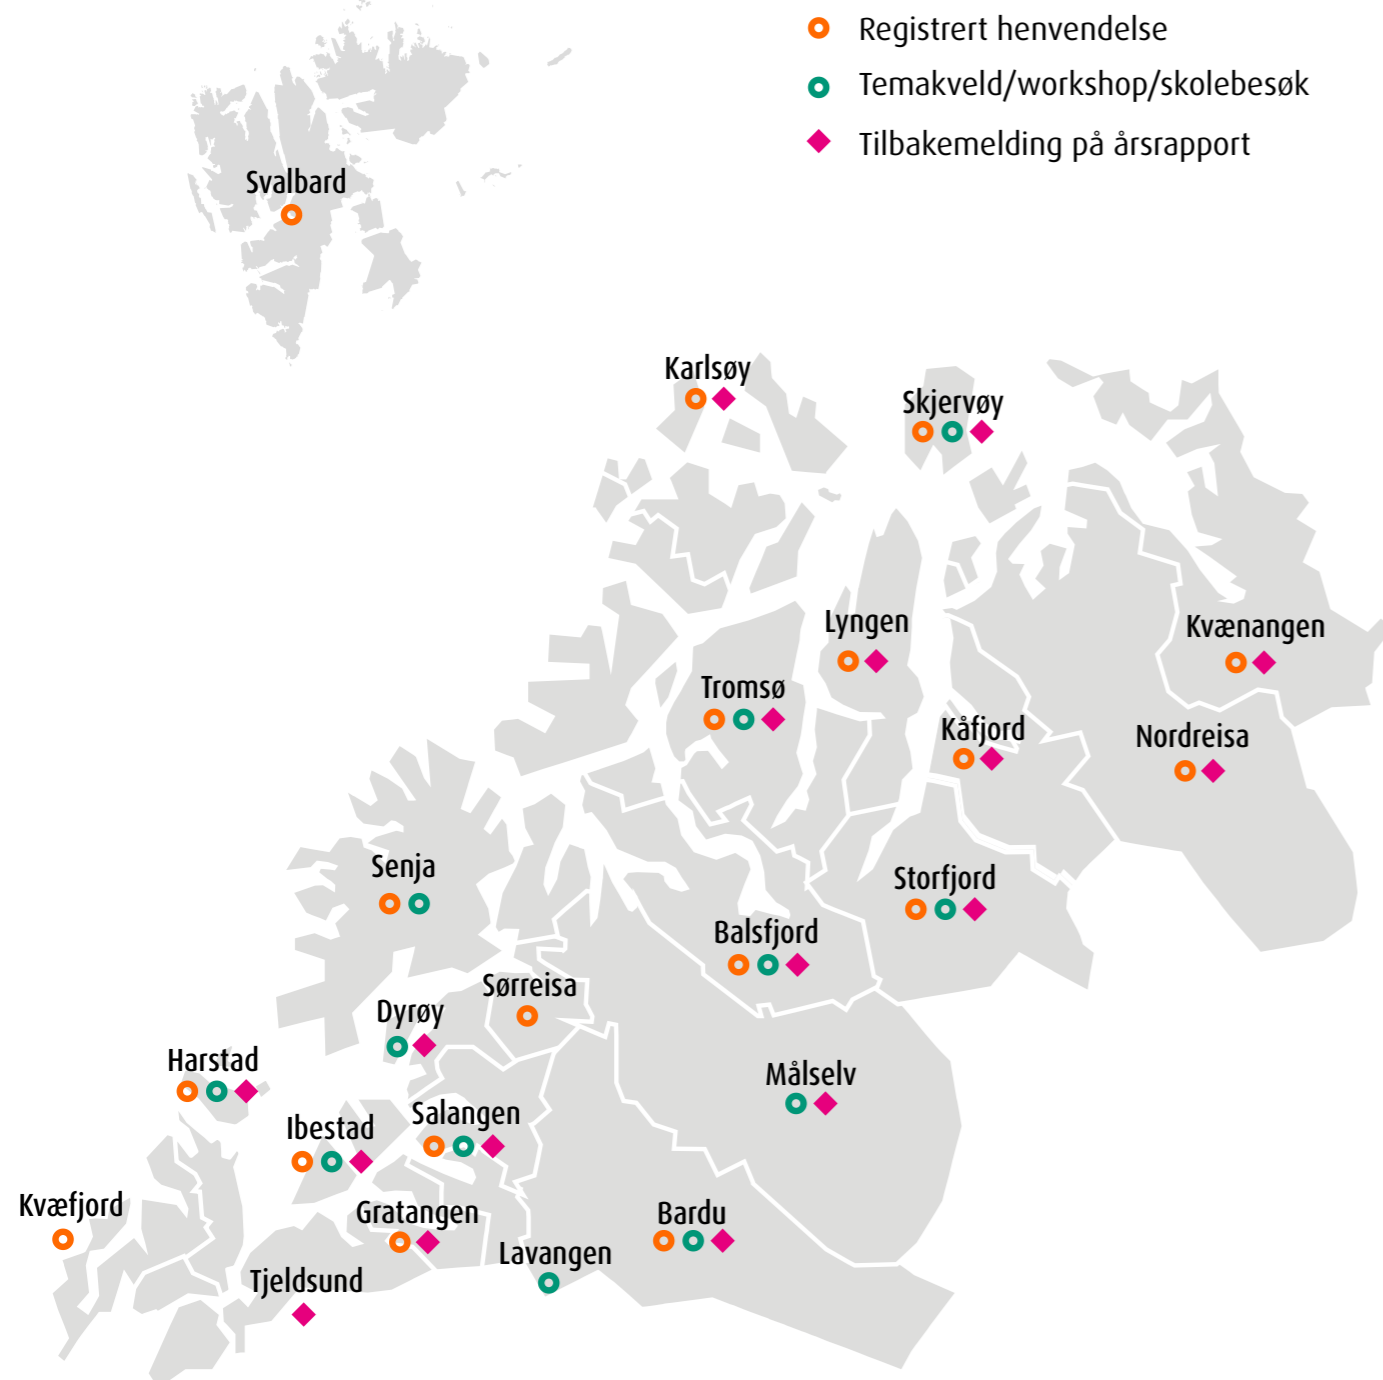 Registrert henvendelse
Temakveld/workshop/skolebesøk
Tilbakemelding på årsrapport
Svalbard
Karlsøy
Skjervøy
Lyngen
Kvænangen
Tromsø
Kåfjord
Nordreisa
Senja
Storfjord
Balsfjord
Sørreisa
Dyrøy
Harstad
Målselv
Ibestad
Salangen
Kvæfjord
Gratangen
Bardu
Lavangen
Tjeldsund